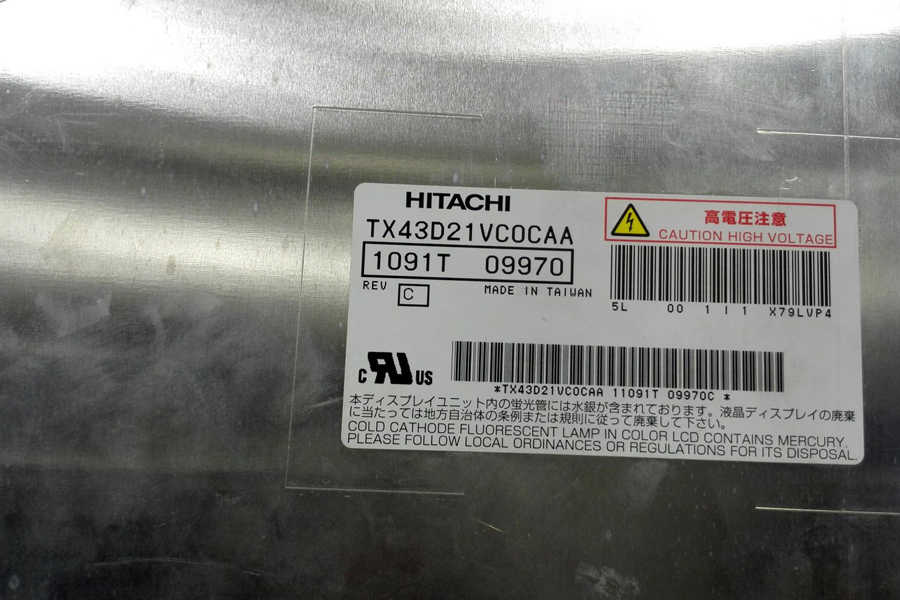 HITACHI
TX43D21VC0CAA
1091T 09970
REV C
MADE IN TAIWAN
高電圧注意
CAUTION HIGH VOLTAGE
5L 00 1 1 1 X79LVP4
c RU US
*TX43D21VC0CAA 11091T 09970C *
本ディスプレイユニット内の蛍光管には水銀が含まれております。液晶ディスプレイの廃棄
に当たっては地方自治体の条例または規則に従って廃棄して下さい。
COLD CATHODE FLUORESCENT LAMP IN COLOR LCD CONTAINS MERCURY.
PLEASE FOLLOW LOCAL ORDINANCES OR REGULATIONS FOR ITS DISPOSAL.